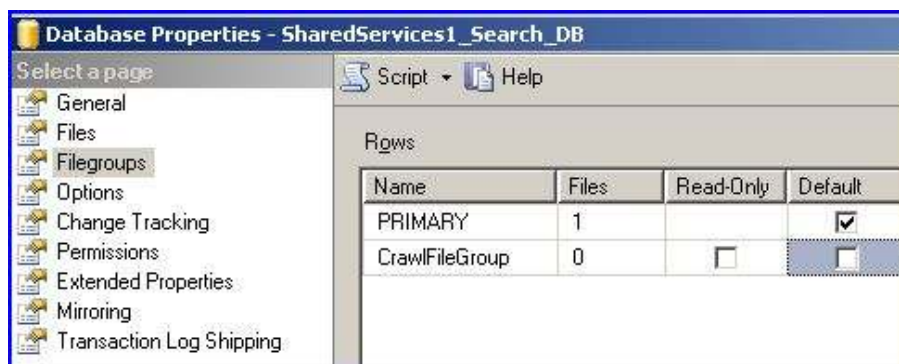 Database Properties - SharedServices1_Search_DB
Select a page
General
Files
Filegroups
Options
Change Tracking
Permissions
Extended Properties
Mirroring
Transaction Log Shipping
Script Help
Rows
Name Files Read-Only Default
PRIMARY 1
CrawlFileGroup 0